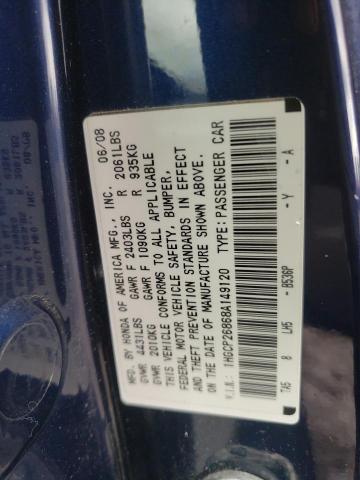 MFD. BY HONDA OF AMERICA MFG., INC. 06/08
GVWR 4431LBS GAWR F 2403LBS R 2061LBS
GVWR 2010KG GAWR F 1090KG R 935KG
THIS VEHICLE CONFORMS TO ALL APPLICABLE
FEDERAL MOTOR VEHICLE SAFETY, BUMPER,
AND THEFT PREVENTION STANDARDS IN EFFECT
ON THE DATE OF MANUFACTURE SHOWN ABOVE.
V.I.N.: 1HGCP26868A149120 TYPE:PASSENGER CAR
TA5 8 LH5 - B536P - Y - A